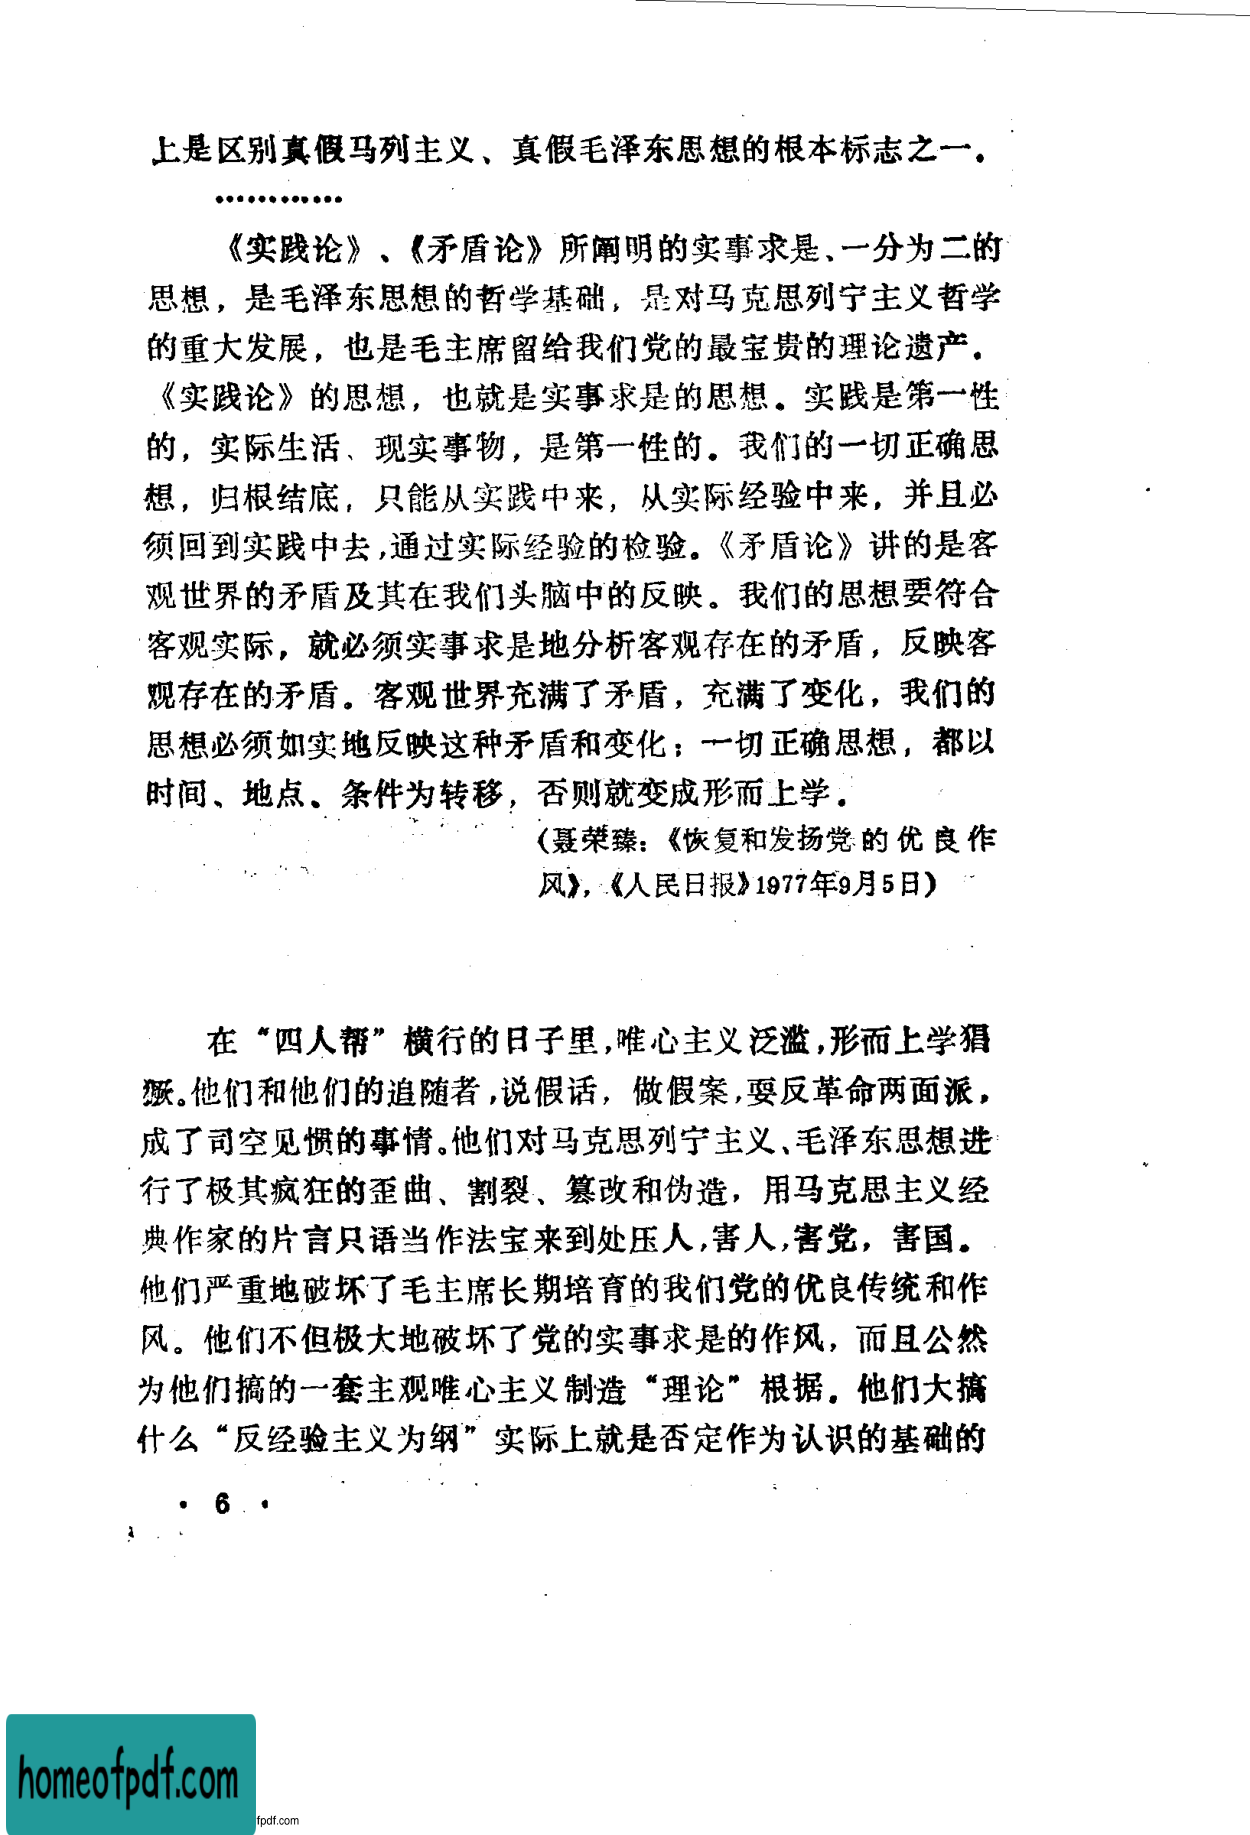 上是区别真假马列主义、真假毛泽东思想的根本标志之一。
…………
《实践论》、《矛盾论》所阐明的实事求是、一分为二的
思想，是毛泽东思想的哲学基础，是对马克思列宁主义哲学
的重大发展，也是毛主席留给我们党的最宝贵的理论遗产。
《实践论》的思想，也就是实事求是的思想。实践是第一性
的，实际生活、现实事物，是第一性的。我们的一切正确思
想，归根结底，只能从实践中来，从实际经验中来，并且必
须回到实践中去，通过实际经验的检验。《矛盾论》讲的是客
观世界的矛盾及其在我们头脑中的反映。我们的思想要符合
客观实际，就必须实事求是地分析客观存在的矛盾，反映客
观存在的矛盾。客观世界充满了矛盾，充满了变化，我们的
思想必须如实地反映这种矛盾和变化；一切正确思想，都以
时间、地点、条件为转移，否则就变成形而上学。
（聂荣臻：《恢复和发扬党的优良作
风》，《人民日报》1977年9月5日）
在“四人帮”横行的日子里，唯心主义泛滥，形而上学猖
獗。他们和他们的追随者，说假话，做假案，耍反革命两面派，
成了司空见惯的事情。他们对马克思列宁主义、毛泽东思想进
行了极其疯狂的歪曲、割裂、篡改和伪造，用马克思主义经
典作家的片言只语当作法宝来到处压人，害人，害党，害国。
他们严重地破坏了毛主席长期培育的我们党的优良传统和作
风。他们不但极大地破坏了党的实事求是的作风，而且公然
为他们搞的一套主观唯心主义制造“理论”根据。他们大搞
什么“反经验主义为纲”实际上就是否定作为认识的基础的
· 6 ·
homeofpdf.com
fpdf.com